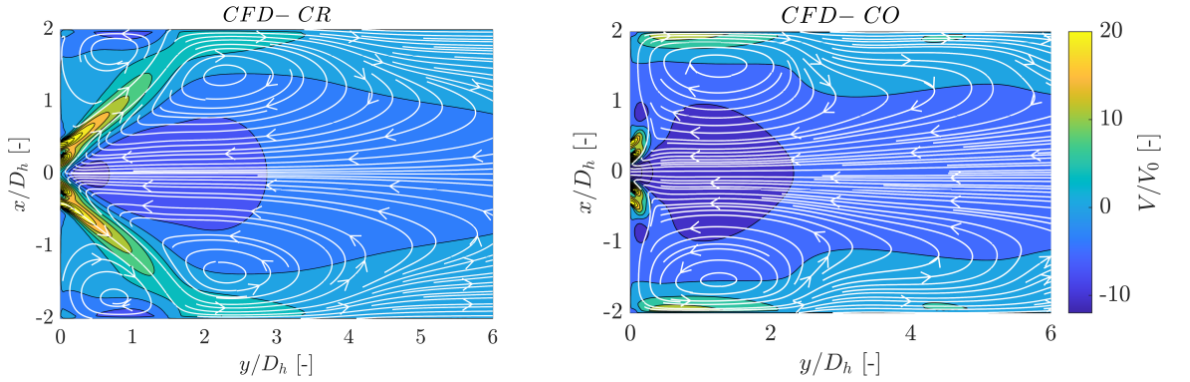 CFD- CR
2
1
0
-1
-2
x/D_h [-]
0 1 2 3 4 5 6
y/D_h [-]
CFD- CO
2
1
0
-1
-2
x/D_h [-]
0 2 4 6
y/D_h [-]
20
10
0
-10
V/V_0 [-]